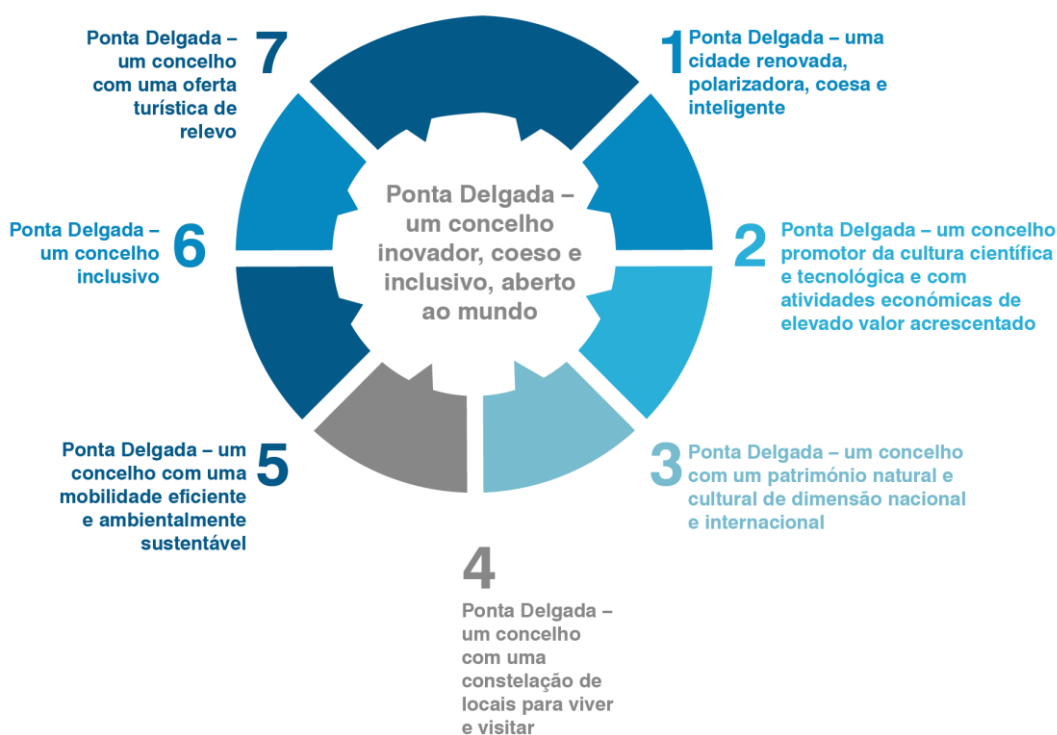 Ponta Delgada –
um concelho
inovador, coeso e
inclusivo, aberto
ao mundo
1
Ponta Delgada – uma
cidade renovada,
polarizadora, coesa e
inteligente
2
Ponta Delgada – um concelho
promotor da cultura científica
e tecnológica e com
atividades económicas de
elevado valor acrescentado
3
Ponta Delgada – um concelho
com um património natural e
cultural de dimensão nacional
e internacional
4
Ponta Delgada –
um concelho
com uma
constelação de
locais para viver
e visitar
5
Ponta Delgada – um
concelho com uma
mobilidade eficiente
e ambientalmente
sustentável
6
Ponta Delgada –
um concelho
inclusivo
7
Ponta Delgada –
um concelho
com uma oferta
turística de
relevo